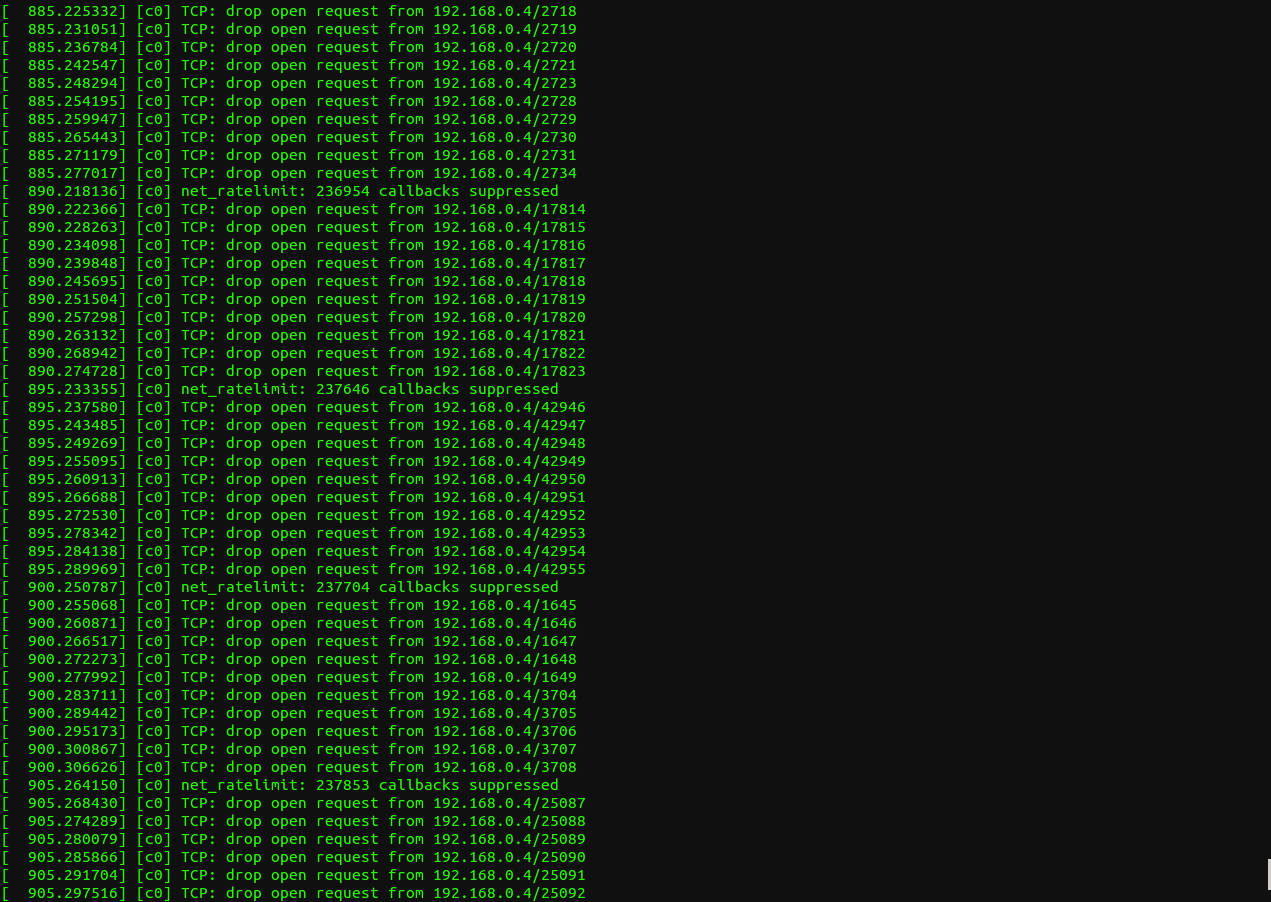 [  885.225332] [c0] TCP: drop open request from 192.168.0.4/2718
[  885.231051] [c0] TCP: drop open request from 192.168.0.4/2719
[  885.236784] [c0] TCP: drop open request from 192.168.0.4/2720
[  885.242547] [c0] TCP: drop open request from 192.168.0.4/2721
[  885.248294] [c0] TCP: drop open request from 192.168.0.4/2723
[  885.254195] [c0] TCP: drop open request from 192.168.0.4/2728
[  885.259947] [c0] TCP: drop open request from 192.168.0.4/2729
[  885.265443] [c0] TCP: drop open request from 192.168.0.4/2730
[  885.271179] [c0] TCP: drop open request from 192.168.0.4/2731
[  885.277017] [c0] TCP: drop open request from 192.168.0.4/2734
[  890.218136] [c0] net_ratelimit: 236954 callbacks suppressed
[  890.222366] [c0] TCP: drop open request from 192.168.0.4/17814
[  890.228263] [c0] TCP: drop open request from 192.168.0.4/17815
[  890.234098] [c0] TCP: drop open request from 192.168.0.4/17816
[  890.239848] [c0] TCP: drop open request from 192.168.0.4/17817
[  890.245695] [c0] TCP: drop open request from 192.168.0.4/17818
[  890.251504] [c0] TCP: drop open request from 192.168.0.4/17819
[  890.257298] [c0] TCP: drop open request from 192.168.0.4/17820
[  890.263132] [c0] TCP: drop open request from 192.168.0.4/17821
[  890.268942] [c0] TCP: drop open request from 192.168.0.4/17822
[  890.274728] [c0] TCP: drop open request from 192.168.0.4/17823
[  895.233355] [c0] net_ratelimit: 237646 callbacks suppressed
[  895.237580] [c0] TCP: drop open request from 192.168.0.4/42946
[  895.243485] [c0] TCP: drop open request from 192.168.0.4/42947
[  895.249269] [c0] TCP: drop open request from 192.168.0.4/42948
[  895.255095] [c0] TCP: drop open request from 192.168.0.4/42949
[  895.260913] [c0] TCP: drop open request from 192.168.0.4/42950
[  895.266688] [c0] TCP: drop open request from 192.168.0.4/42951
[  895.272530] [c0] TCP: drop open request from 192.168.0.4/42952
[  895.278342] [c0] TCP: drop open request from 192.168.0.4/42953
[  895.284138] [c0] TCP: drop open request from 192.168.0.4/42954
[  895.289969] [c0] TCP: drop open request from 192.168.0.4/42955
[  900.250787] [c0] net_ratelimit: 237704 callbacks suppressed
[  900.255068] [c0] TCP: drop open request from 192.168.0.4/1645
[  900.260871] [c0] TCP: drop open request from 192.168.0.4/1646
[  900.266517] [c0] TCP: drop open request from 192.168.0.4/1647
[  900.272273] [c0] TCP: drop open request from 192.168.0.4/1648
[  900.277992] [c0] TCP: drop open request from 192.168.0.4/1649
[  900.283711] [c0] TCP: drop open request from 192.168.0.4/3704
[  900.289442] [c0] TCP: drop open request from 192.168.0.4/3705
[  900.295173] [c0] TCP: drop open request from 192.168.0.4/3706
[  900.300867] [c0] TCP: drop open request from 192.168.0.4/3707
[  900.306626] [c0] TCP: drop open request from 192.168.0.4/3708
[  905.264150] [c0] net_ratelimit: 237853 callbacks suppressed
[  905.268430] [c0] TCP: drop open request from 192.168.0.4/25087
[  905.274289] [c0] TCP: drop open request from 192.168.0.4/25088
[  905.280079] [c0] TCP: drop open request from 192.168.0.4/25089
[  905.285866] [c0] TCP: drop open request from 192.168.0.4/25090
[  905.291704] [c0] TCP: drop open request from 192.168.0.4/25091
[  905.297516] [c0] TCP: drop open request from 192.168.0.4/25092